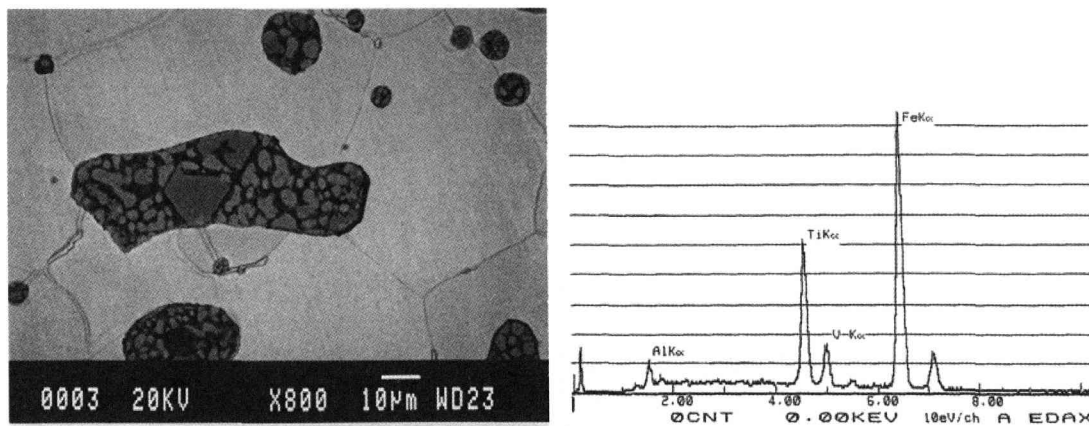 0003 20KV X800 10µm WD23
FeKα
TiKα
V-Kα
AlKα
2.00 4.00 6.00 8.00
0CNT 0.00KEV 10eV/ch A EDAX